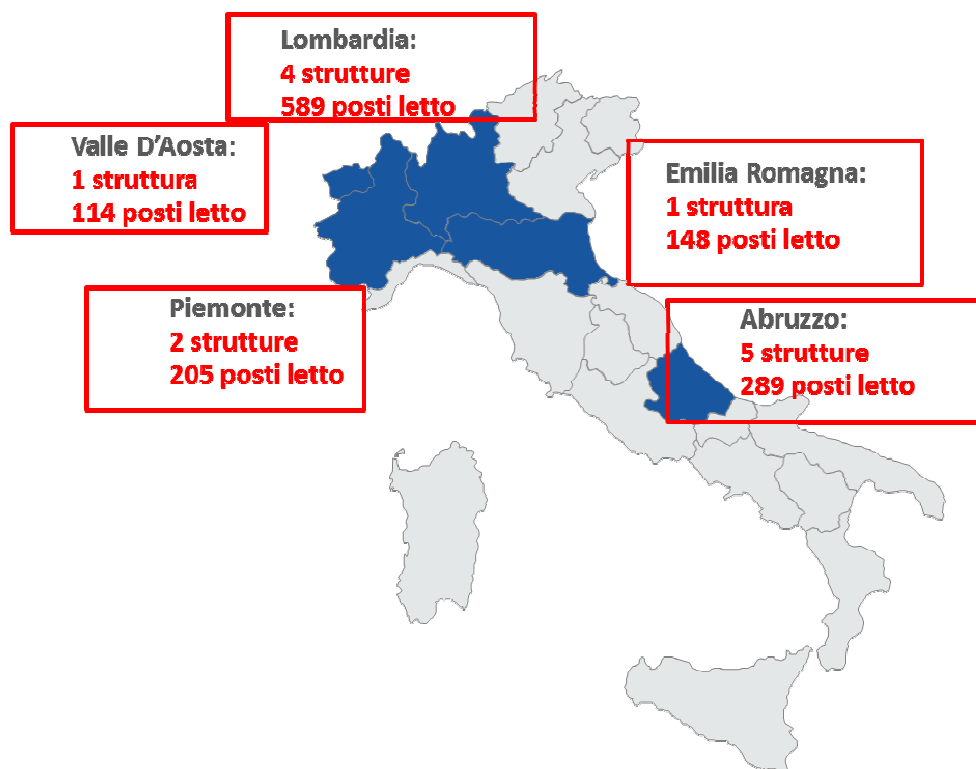 Lombardia:
4 strutture
589 posti letto
Valle D'Aosta:
1 struttura
114 posti letto
Emilia Romagna:
1 struttura
148 posti letto
Piemonte:
2 strutture
205 posti letto
Abruzzo:
5 strutture
289 posti letto